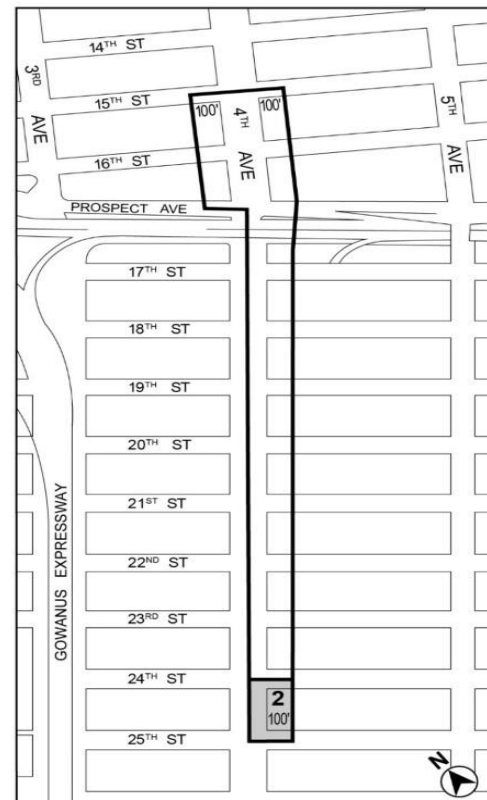 14TH ST
3RD AVE
15TH ST
100'
4TH AVE
100'
5TH AVE
16TH ST
PROSPECT AVE
17TH ST
18TH ST
19TH ST
20TH ST
21ST ST
22ND ST
23RD ST
GOWANUS EXPRESSWAY
24TH ST
2
100'
25TH ST
N